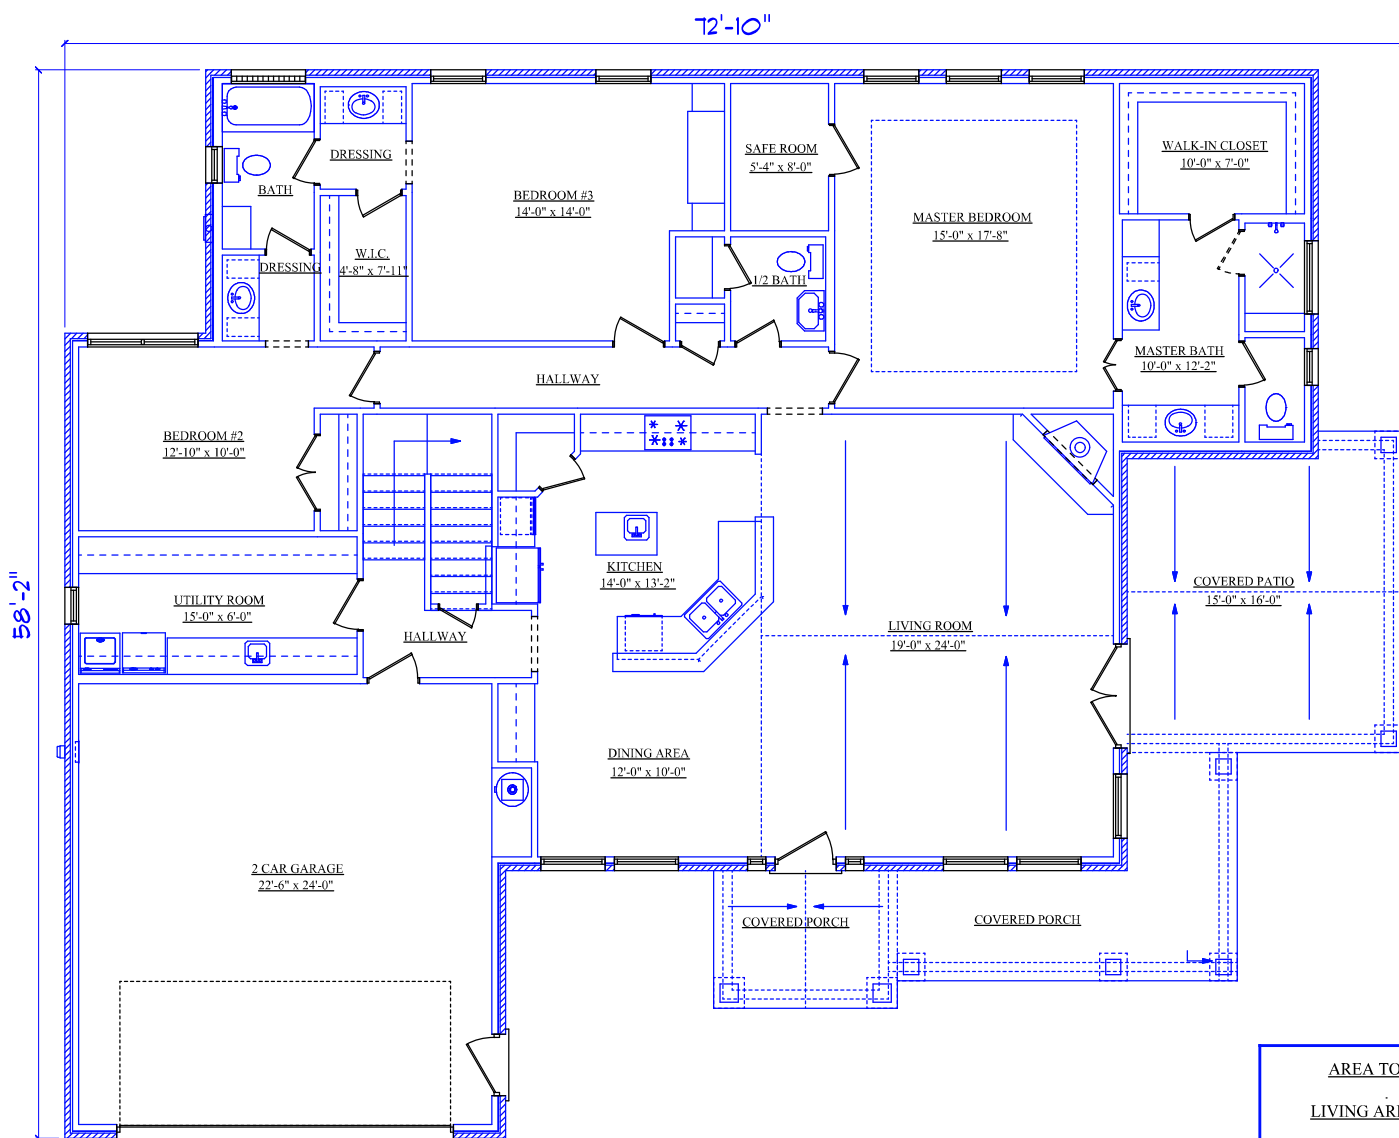 72'-10"
58'-2"
DRESSING
BATH
W.I.C.
4'-8" x 7'-11"
DRESSING
BEDROOM #3
14'-0" x 14'-0"
SAFE ROOM
5'-4" x 8'-0"
MASTER BEDROOM
15'-0" x 17'-8"
WALK-IN CLOSET
10'-0" x 7'-0"
1/2 BATH
MASTER BATH
10'-0" x 12'-2"
HALLWAY
BEDROOM #2
12'-10" x 10'-0"
KITCHEN
14'-0" x 13'-2"
COVERED PATIO
15'-0" x 16'-0"
UTILITY ROOM
15'-0" x 6'-0"
HALLWAY
LIVING ROOM
19'-0" x 24'-0"
DINING AREA
12'-0" x 10'-0"
2 CAR GARAGE
22'-6" x 24'-0"
COVERED PORCH
COVERED PORCH
AREA TO
LIVING ARE